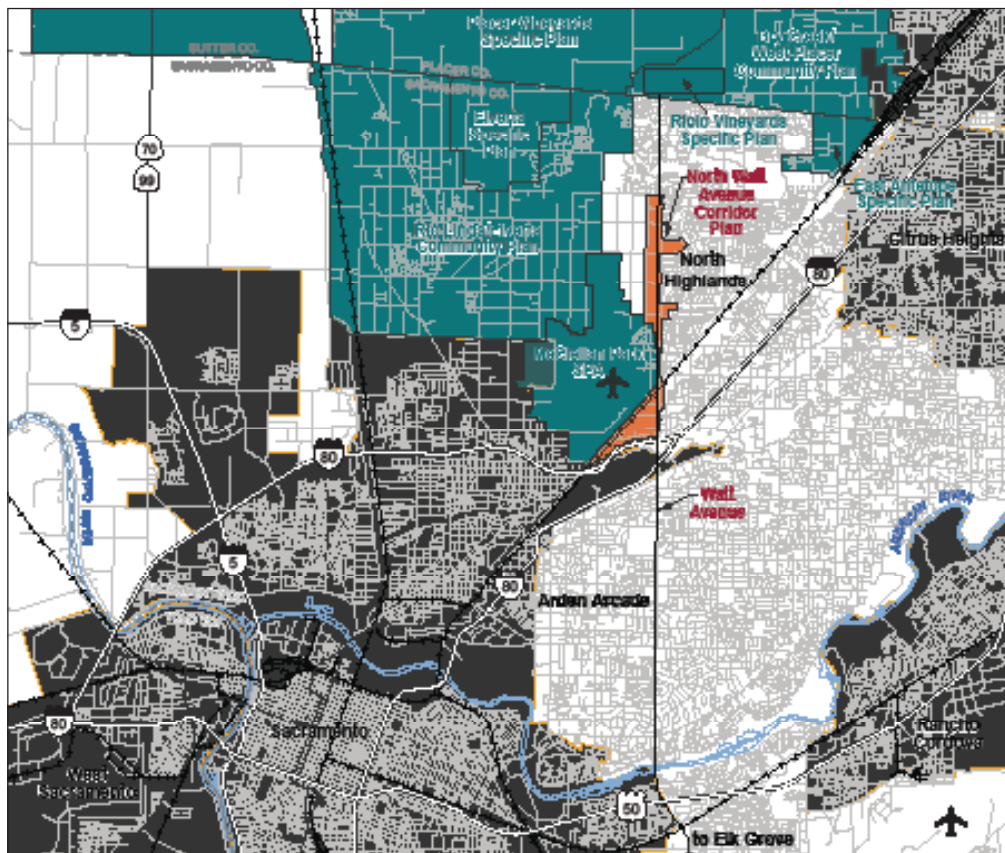 Placer Vineyards
Specific Plan
West Placer
Community Plan
SUTTER CO.
SACRAMENTO CO.
PLACER CO.
SACRAMENTO CO.
Elverta
Specific
Plan
Riolo Vineyards
Specific Plan
70
99
North Watt
Avenue
Corridor
Plan
East Antelope
Specific Plan
Rio Linda
Community Plan
Citrus Heights
North
Highlands
80
5
McClellan Park
SPA
80
Watt
Avenue
AMERICAN RIVER
5
80
Arden Arcade
80
Sacramento
Rancho
Cordova
West
Sacramento
50
to Elk Grove